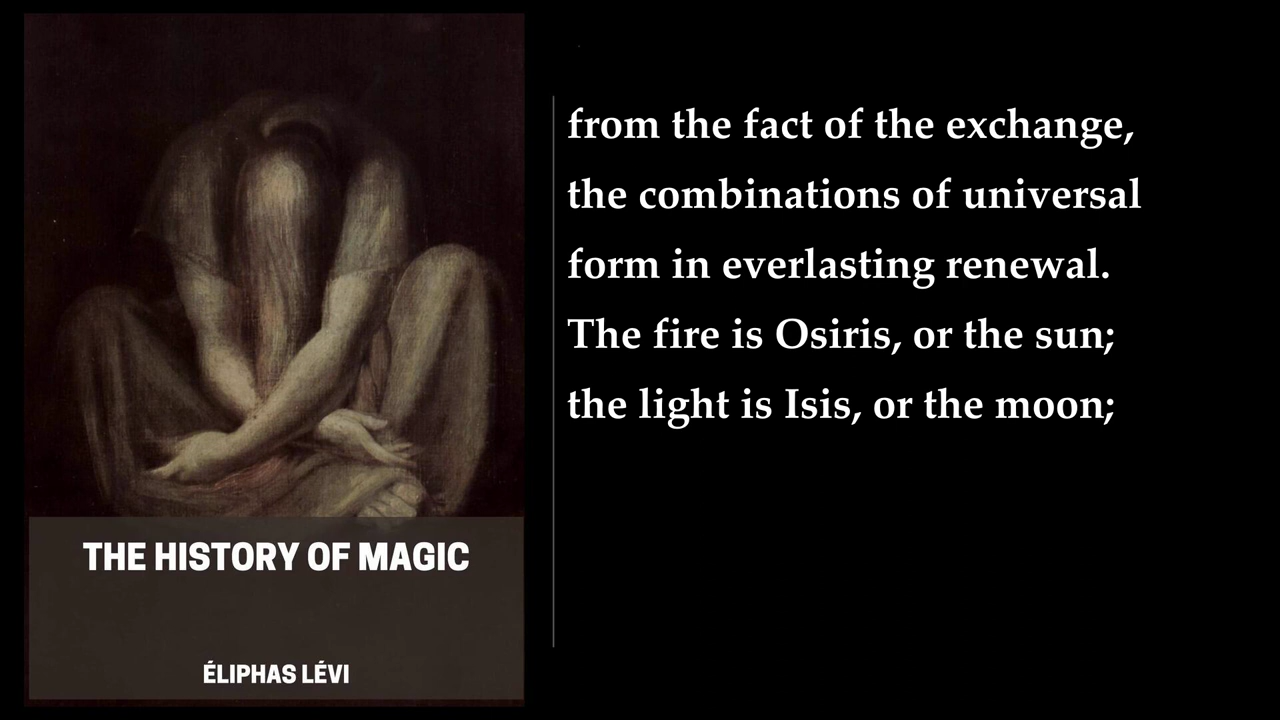 THE HISTORY OF MAGIC
ÉLIPHAS LÉVI
from the fact of the exchange,
the combinations of universal
form in everlasting renewal.
The fire is Osiris, or the sun;
the light is Isis, or the moon;